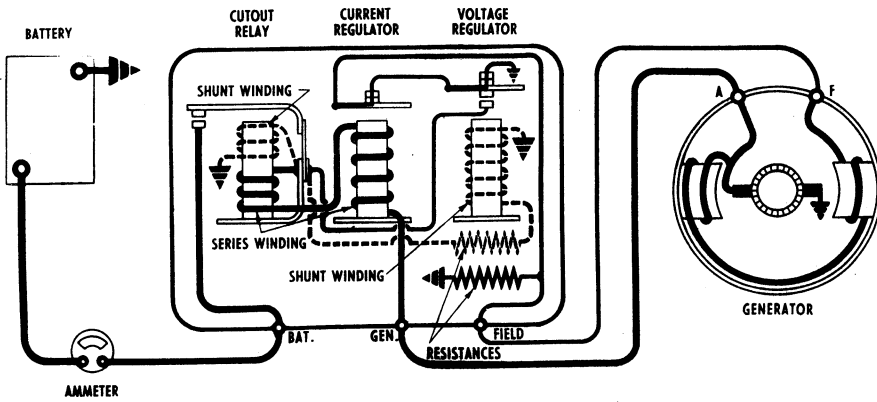 CUTOUT
RELAY
CURRENT
REGULATOR
VOLTAGE
REGULATOR
BATTERY
SHUNT WINDING
A
F
SERIES WINDING
SHUNT WINDING
GENERATOR
BAT.
GEN.
FIELD
RESISTANCES
AMMETER